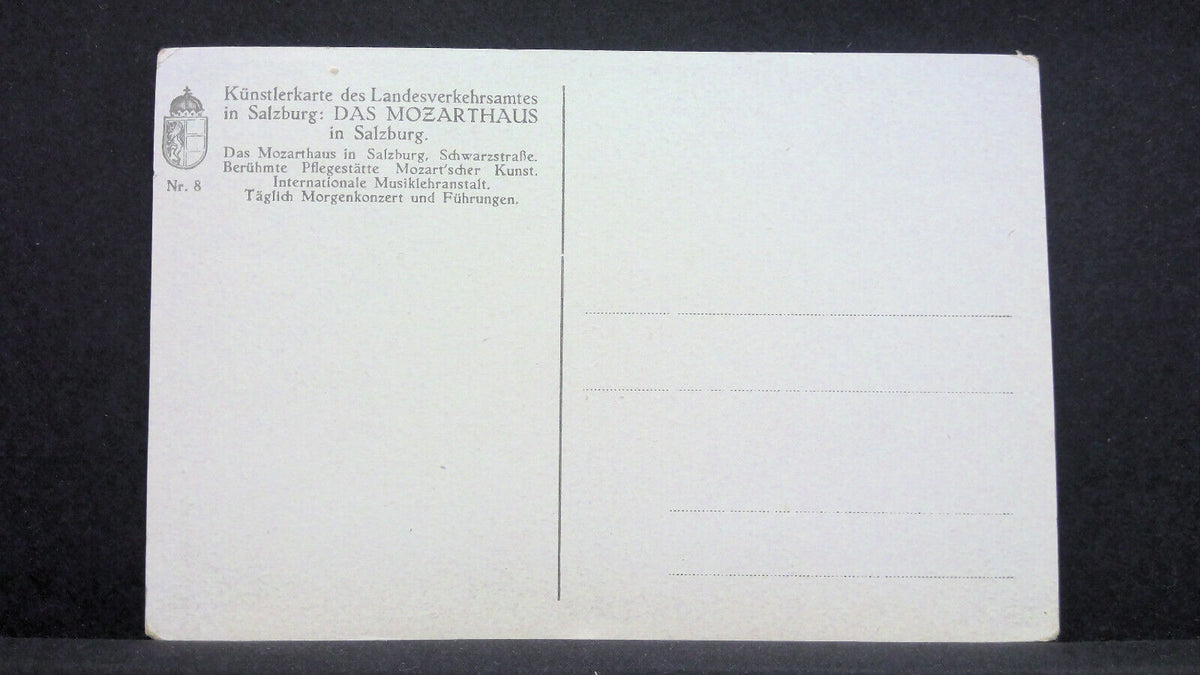 Künstlerkarte des Landesverkehrsamtes
in Salzburg: DAS MOZARTHAUS
in Salzburg.
Das Mozarthaus in Salzburg, Schwarzstraße.
Berühmte Pflegestätte Mozart'scher Kunst.
Internationale Musiklehranstalt.
Täglich Morgenkonzert und Führungen.
Nr. 8